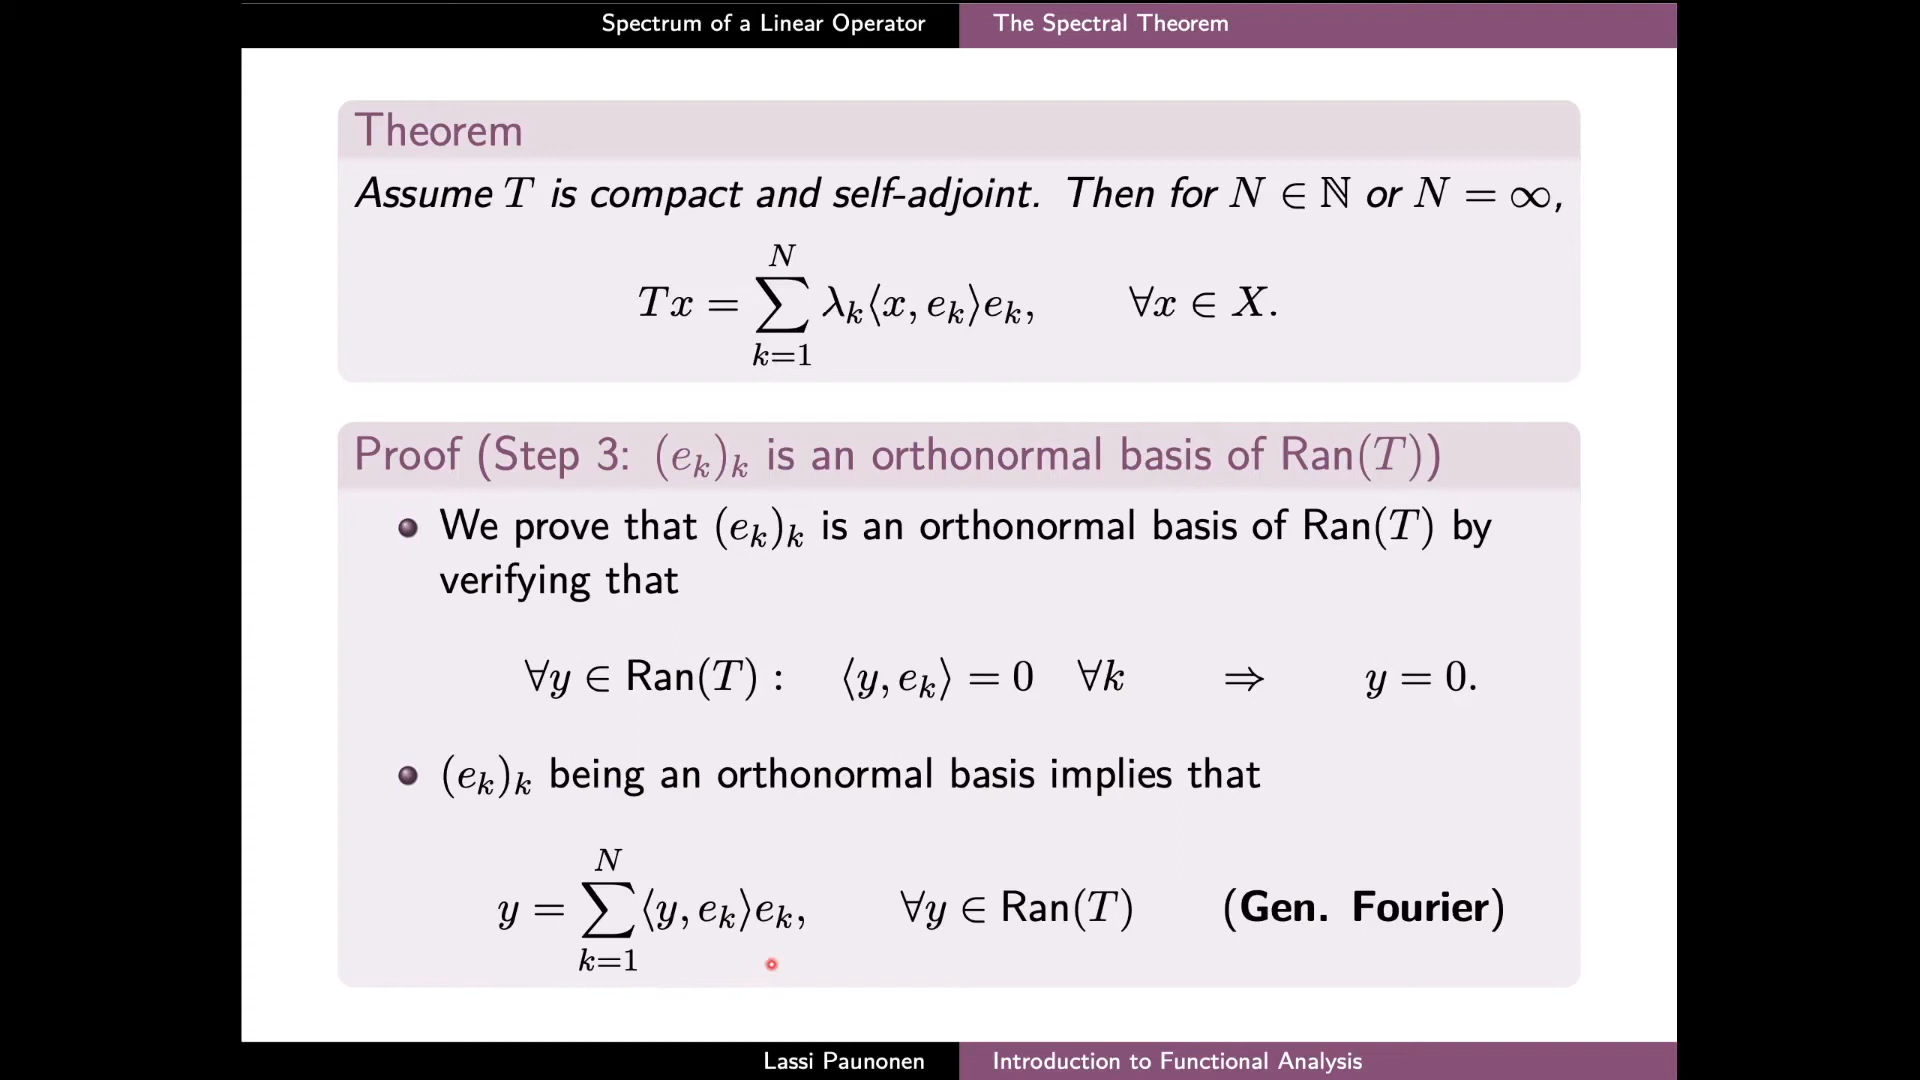 Spectrum of a Linear Operator
The Spectral Theorem
Theorem
Assume T is compact and self-adjoint. Then for N ∈ ℕ or N = ∞,
Tx = ∑_{k=1}^{N} λ_k⟨x, e_k⟩e_k, ∀x ∈ X.
Proof (Step 3: (e_k)_k is an orthonormal basis of Ran(T))
We prove that (e_k)_k is an orthonormal basis of Ran(T) by
verifying that
∀y ∈ Ran(T) : ⟨y, e_k⟩ = 0 ∀k ⇒ y = 0.
(e_k)_k being an orthonormal basis implies that
y = ∑_{k=1}^{N} ⟨y, e_k⟩e_k, ∀y ∈ Ran(T) (Gen. Fourier)
Lassi Paunonen
Introduction to Functional Analysis